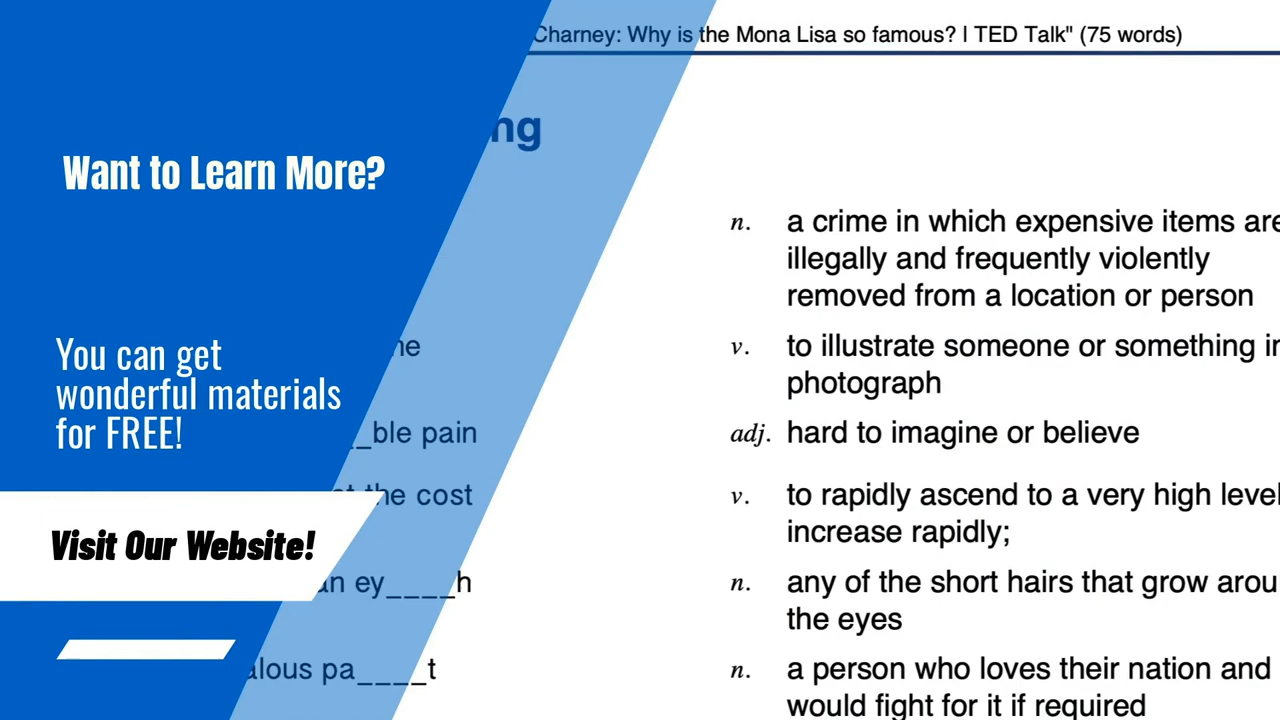 Charney: Why is the Mona Lisa so famous? | TED Talk" (75 words)
ng
Want to Learn More?
You can get
wonderful materials
for FREE!
Visit Our Website!
he
_ble pain
the cost
an ey____h
alous pa____t
n. a crime in which expensive items are
illegally and frequently violently
removed from a location or person
v. to illustrate someone or something in
photograph
adj. hard to imagine or believe
v. to rapidly ascend to a very high level
increase rapidly;
n. any of the short hairs that grow arou
the eyes
n. a person who loves their nation and
would fight for it if required